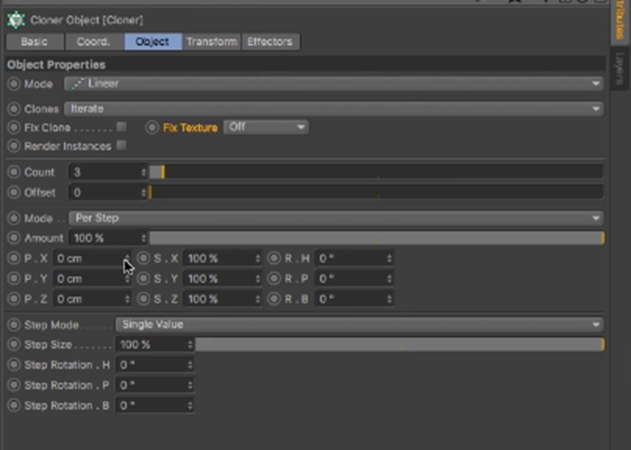 Cloner Object [Cloner]
Basic Coord. Object Transform Effectors
Object Properties
Mode Linear
Clones Iterate
Fix Clone ....... Fix Texture Off
Render Instances
Count 3
Offset 0
Mode .. Per Step
Amount 100 %
P . X 0 cm S . X 100 % R . H 0 °
P . Y 0 cm S . Y 100 % R . P 0 °
P . Z 0 cm S . Z 100 % R . B 0 °
Step Mode ..... Single Value
Step Size ....... 100 %
Step Rotation . H 0 °
Step Rotation . P 0 °
Step Rotation . B 0 °
Layers